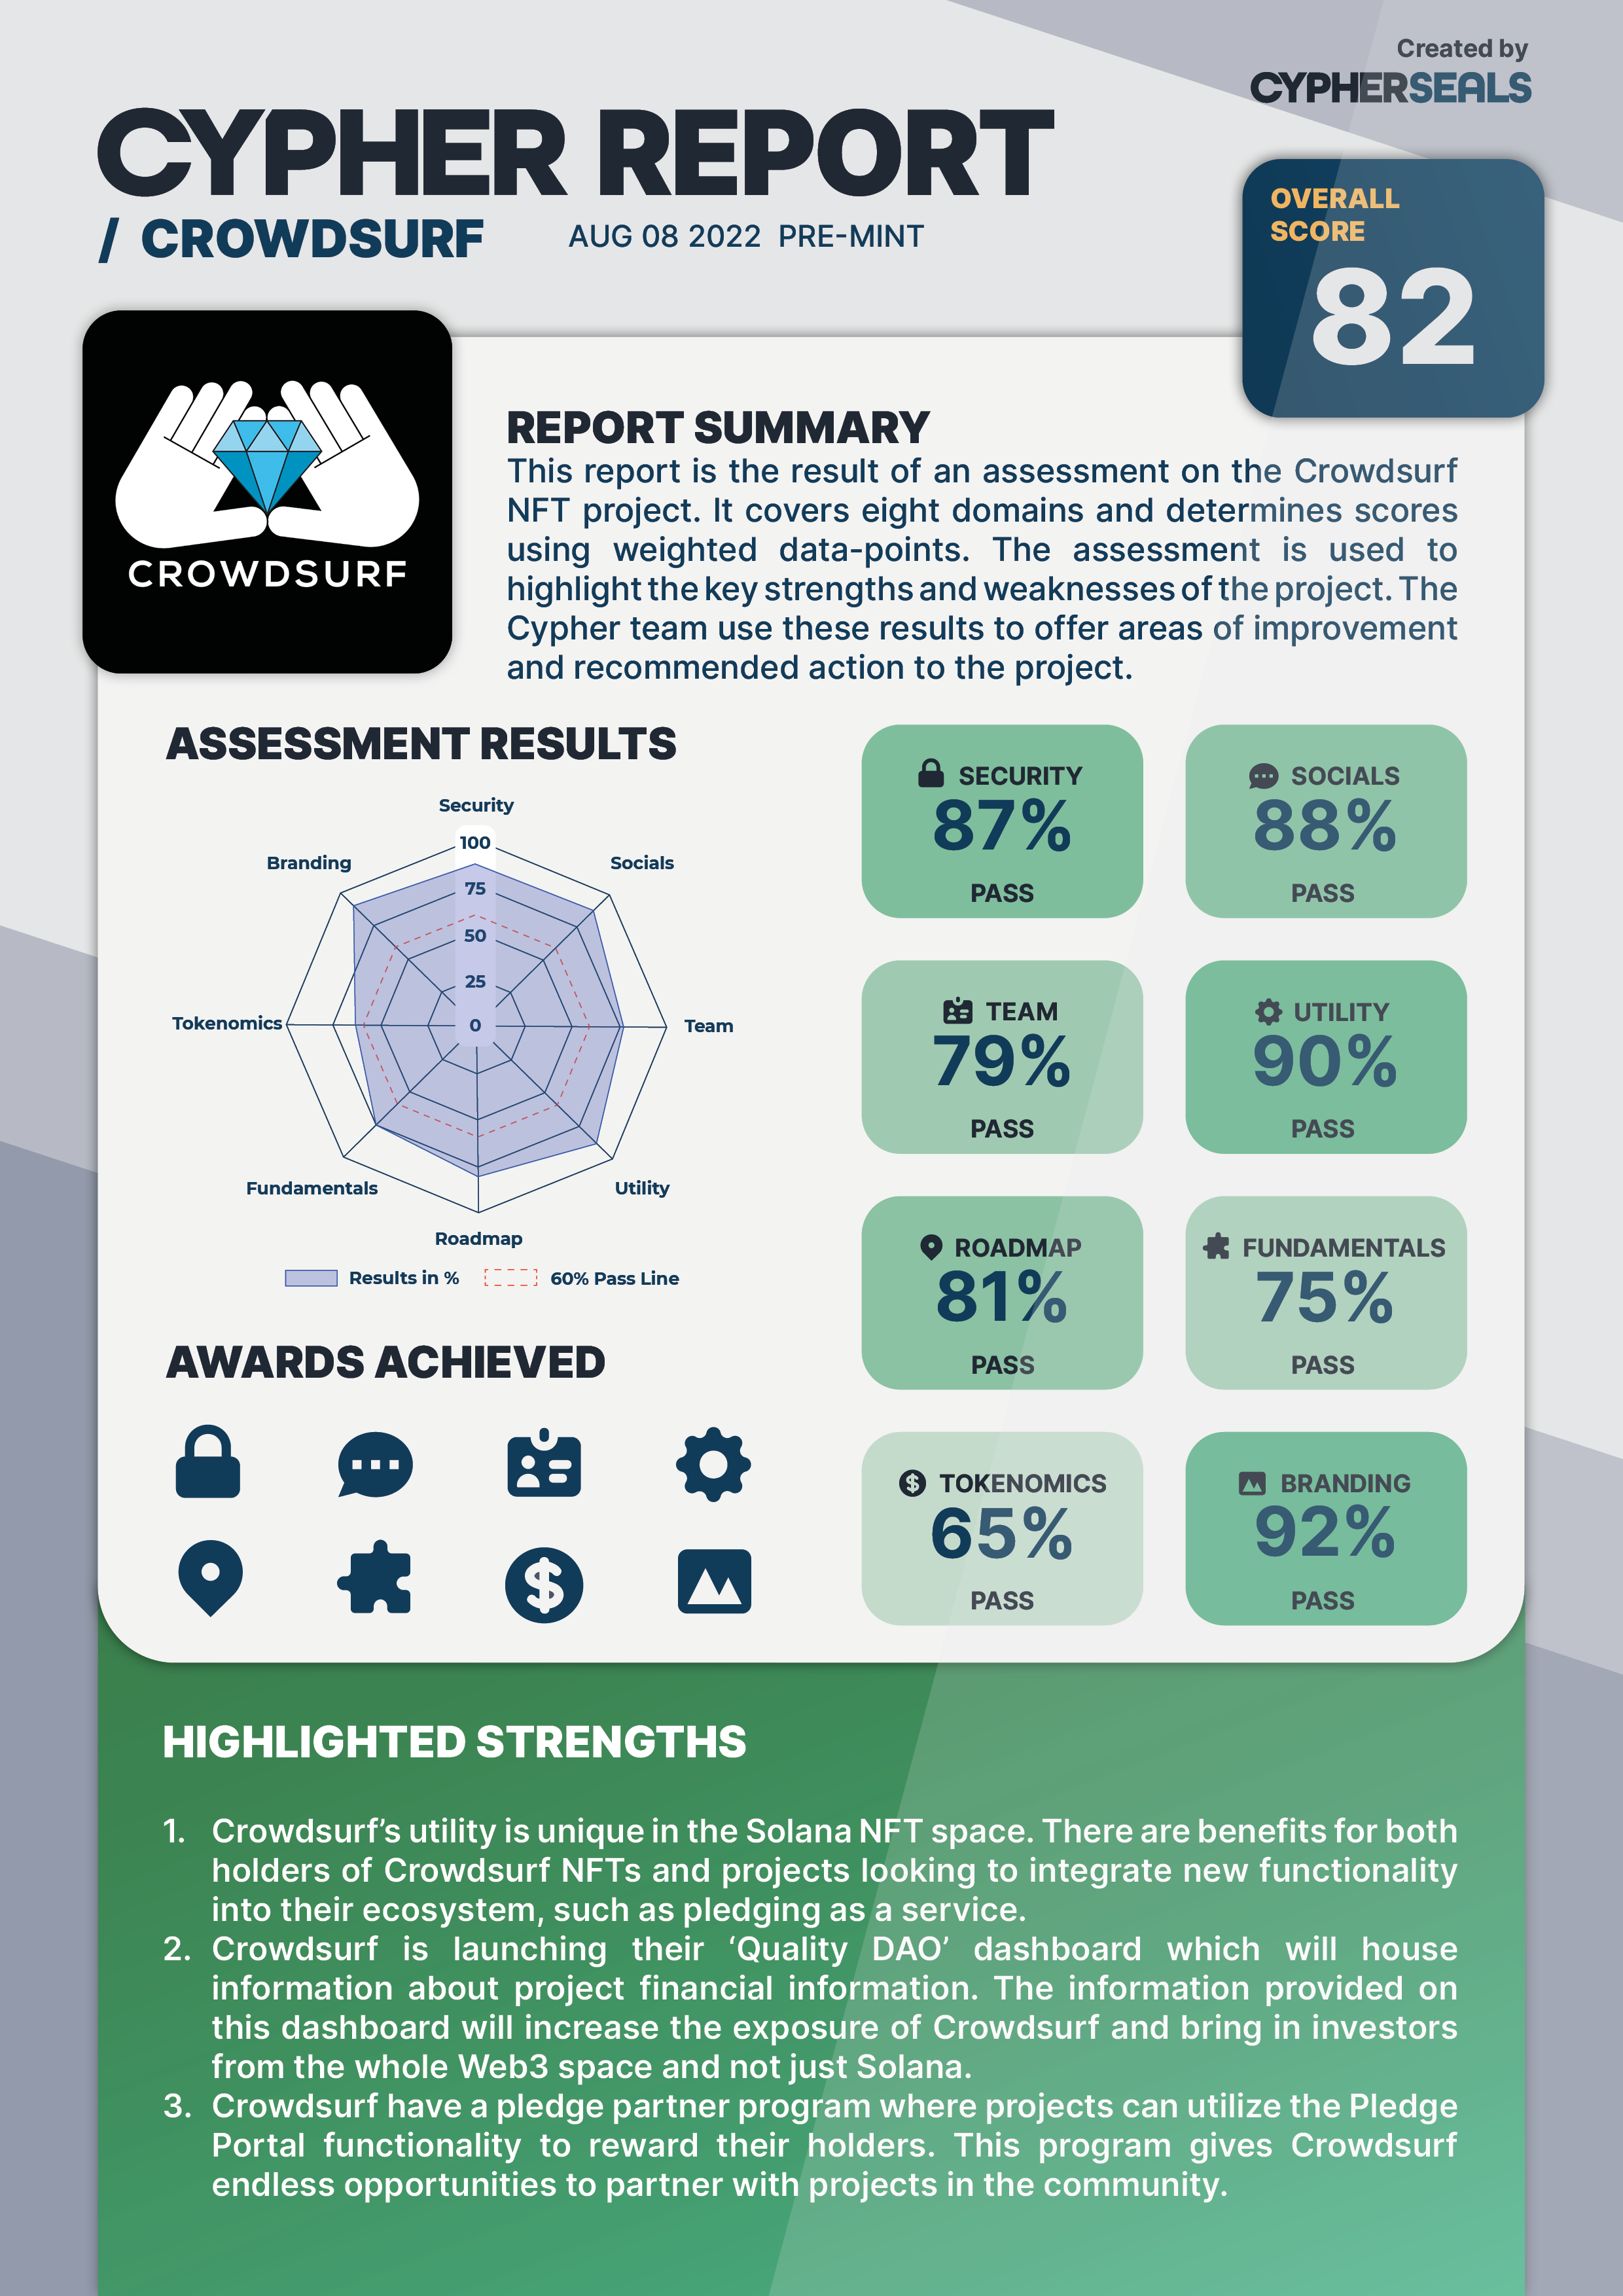 Created by
CYPHERSEALS
CYPHER REPORT
/ CROWDSURF
AUG 08 2022 PRE-MINT
OVERALL
SCORE
82
CROWDSURF
REPORT SUMMARY
This report is the result of an assessment on the Crowdsurf
NFT project. It covers eight domains and determines scores
using weighted data-points. The assessment is used to
highlight the key strengths and weaknesses of the project. The
Cypher team use these results to offer areas of improvement
and recommended action to the project.
ASSESSMENT RESULTS
Security
100
75
50
25
0
Branding
Socials
Tokenomics
Team
Fundamentals
Utility
Roadmap
Results in %
60% Pass Line
SECURITY
87%
PASS
SOCIALS
88%
PASS
TEAM
79%
PASS
UTILITY
90%
PASS
ROADMAP
81%
PASS
FUNDAMENTALS
75%
PASS
TOKENOMICS
65%
PASS
BRANDING
92%
PASS
AWARDS ACHIEVED
HIGHLIGHTED STRENGTHS
1. Crowdsurf’s utility is unique in the Solana NFT space. There are benefits for both
holders of Crowdsurf NFTs and projects looking to integrate new functionality
into their ecosystem, such as pledging as a service.
2. Crowdsurf is launching their ‘Quality DAO’ dashboard which will house
information about project financial information. The information provided on
this dashboard will increase the exposure of Crowdsurf and bring in investors
from the whole Web3 space and not just Solana.
3. Crowdsurf have a pledge partner program where projects can utilize the Pledge
Portal functionality to reward their holders. This program gives Crowdsurf
endless opportunities to partner with projects in the community.